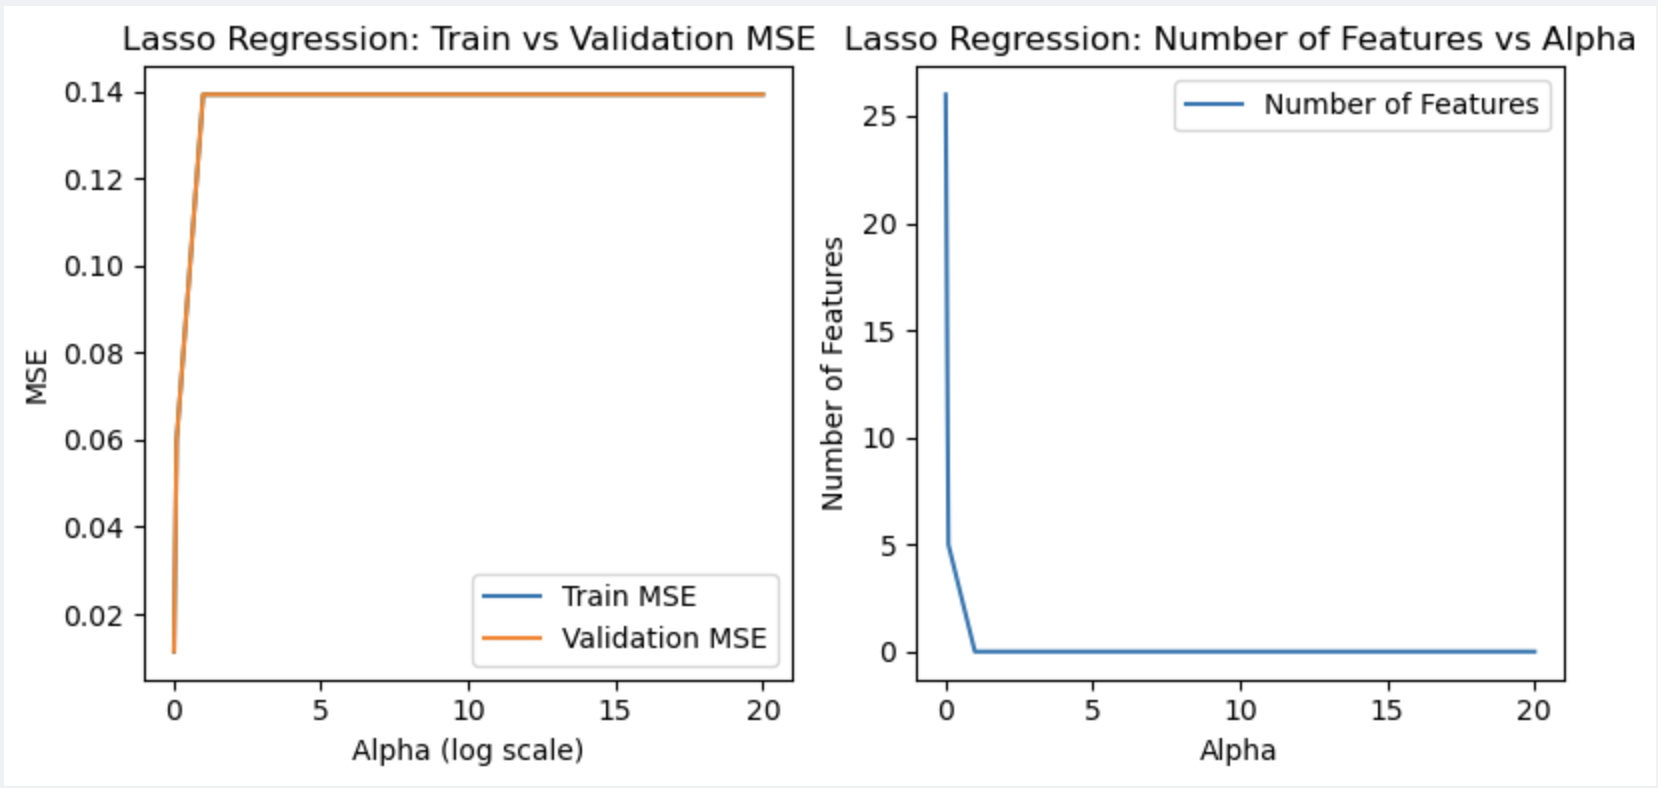 Lasso Regression: Train vs Validation MSE
0.14
0.12
0.10
0.08
0.06
0.04
0.02
MSE
Train MSE
Validation MSE
0 5 10 15 20
Alpha (log scale)
Lasso Regression: Number of Features vs Alpha
Number of Features
25
20
15
10
5
0
Number of Features
0 5 10 15 20
Alpha